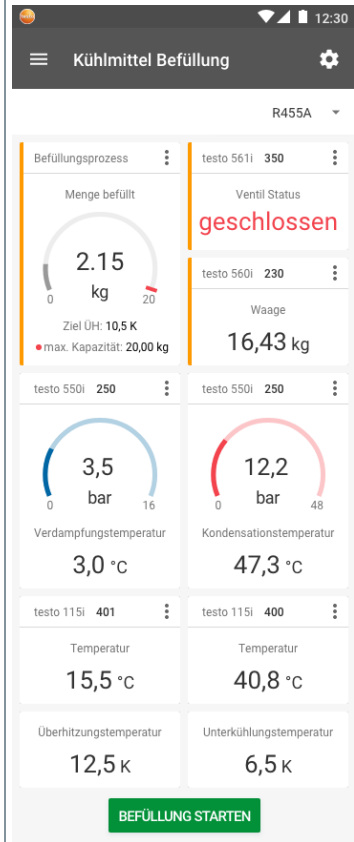 testo
12:30
Kühlmittel Befüllung
R455A
Befüllungsprozess
Menge befüllt
2.15
kg
0 20
Ziel ÜH: 10,5 K
max. Kapazität: 20,00 kg
testo 561i 350
Ventil Status
geschlossen
testo 560i 230
Waage
16,43 kg
testo 550i 250
3,5
bar
0 16
Verdampfungstemperatur
3,0 °C
testo 550i 250
12,2
bar
0 48
Kondensationstemperatur
47,3 °C
testo 115i 401
Temperatur
15,5 °C
testo 115i 400
Temperatur
40,8 °C
Überhitzungstemperatur
12,5 K
Unterkühlungstemperatur
6,5 K
BEFÜLLUNG STARTEN